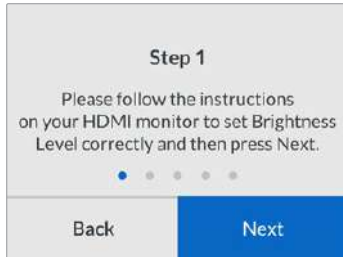 Step 1
Please follow the instructions
on your HDMI monitor to set Brightness
Level correctly and then press Next.
Back
Next